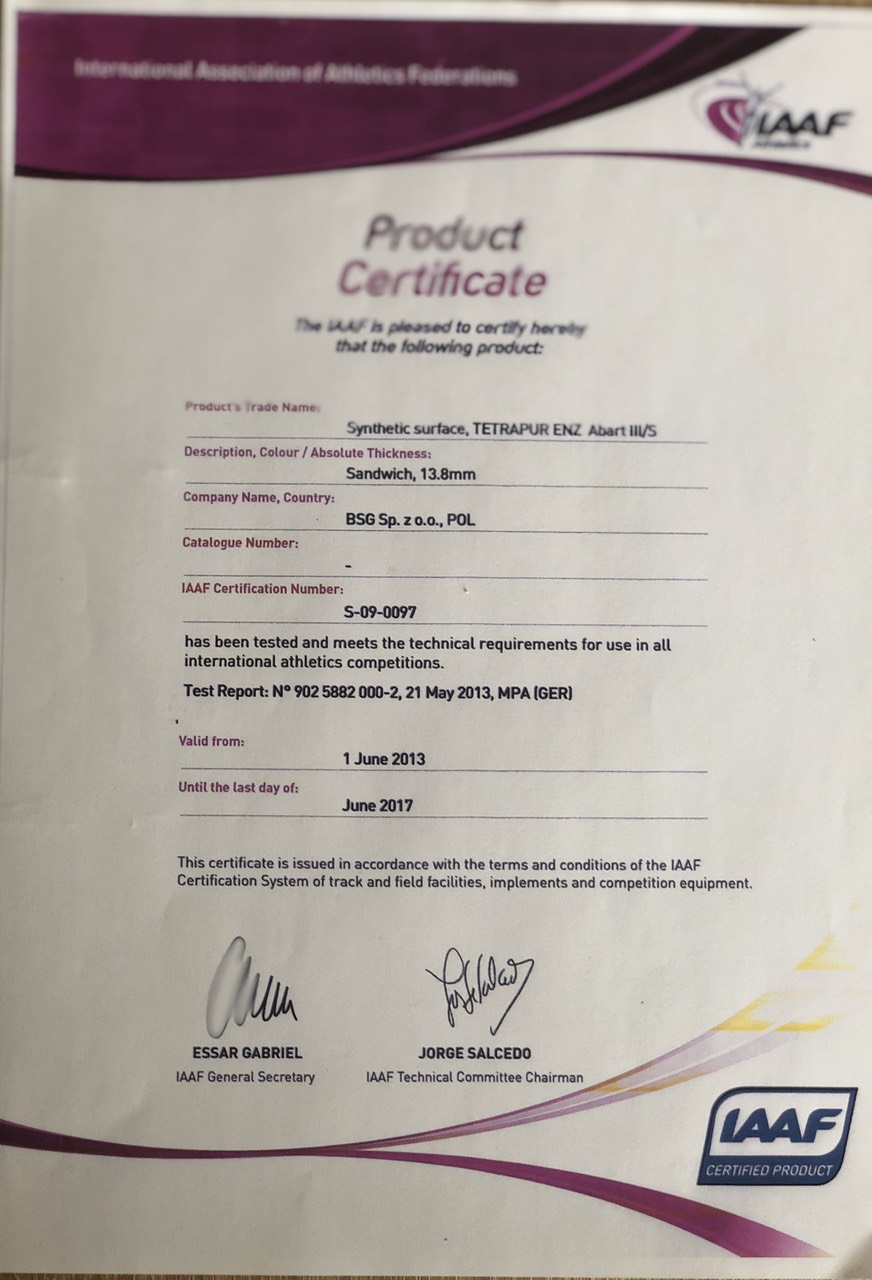 International Association of Athletics Federations
IAAF
Athletics
Product
Certificate
The IAAF is pleased to certify hereby
that the following product:
Product's Trade Name:
Synthetic surface, TETRAPUR ENZ Abart III/S
Description, Colour / Absolute Thickness:
Sandwich, 13.8mm
Company Name, Country:
BSG Sp. z o.o., POL
Catalogue Number:
-
IAAF Certification Number:
S-09-0097
has been tested and meets the technical requirements for use in all
international athletics competitions.
Test Report: N° 902 5882 000-2, 21 May 2013, MPA (GER)
Valid from:
1 June 2013
Until the last day of:
June 2017
This certificate is issued in accordance with the terms and conditions of the IAAF
Certification System of track and field facilities, implements and competition equipment.
ESSAR GABRIEL
JORGE SALCEDO
IAAF General Secretary
IAAF Technical Committee Chairman
IAAF
CERTIFIED PRODUCT